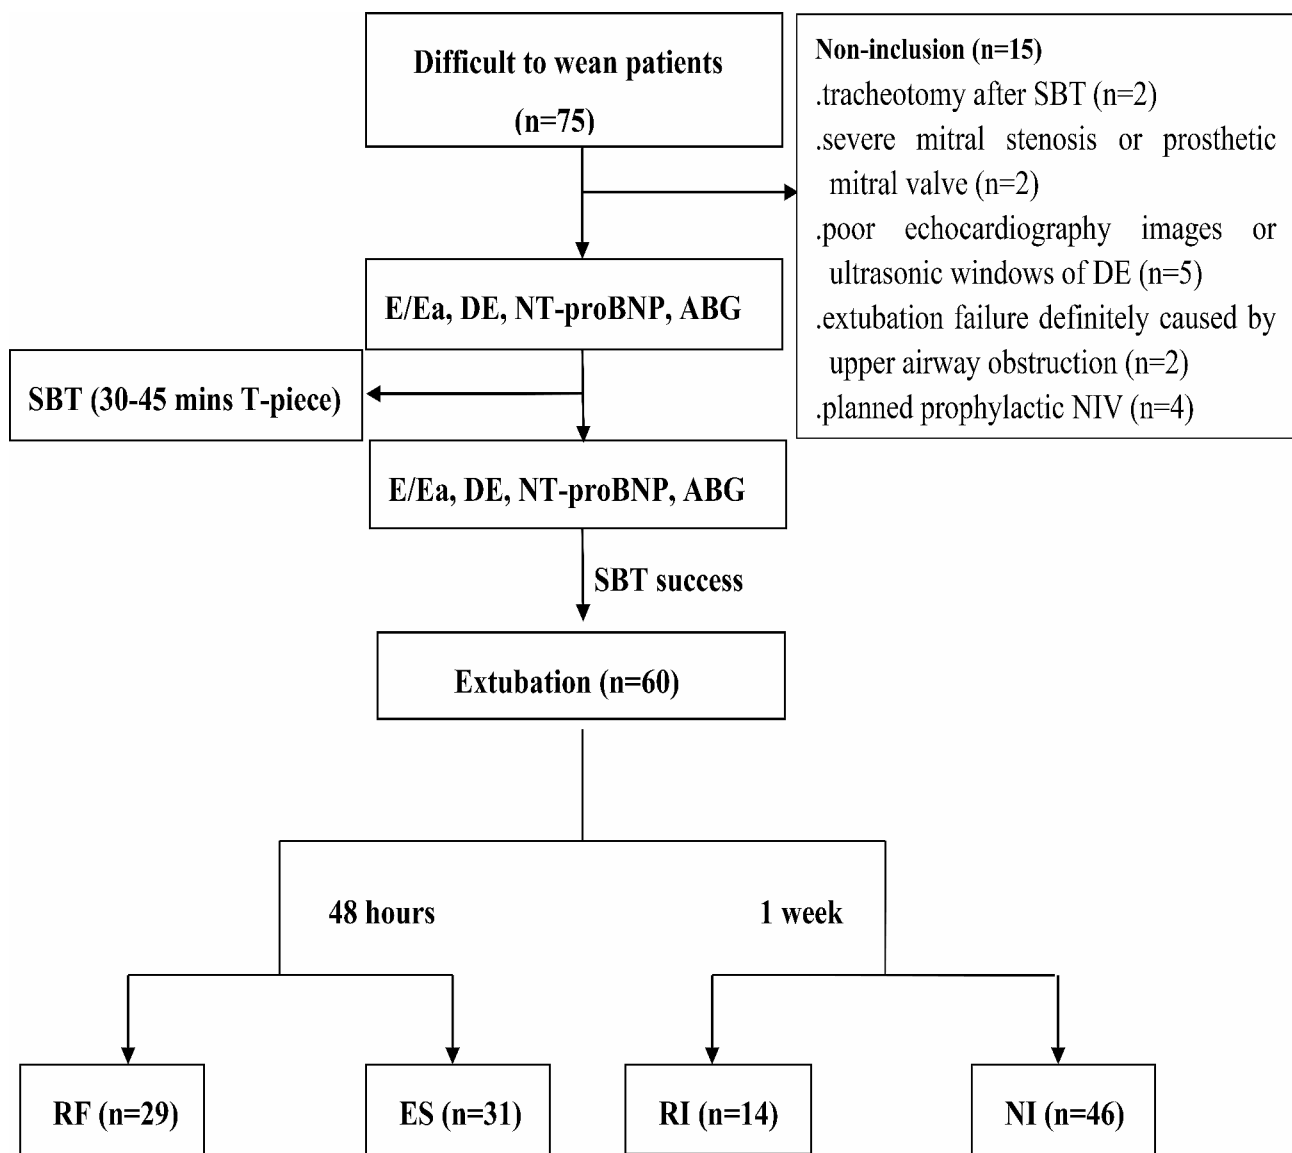 Difficult to wean patients
(n=75)
Non-inclusion (n=15)
.tracheotomy after SBT (n=2)
.severe mitral stenosis or prosthetic
mitral valve (n=2)
.poor echocardiography images or
ultrasonic windows of DE (n=5)
.extubation failure definitely caused by
upper airway obstruction (n=2)
.planned prophylactic NIV (n=4)
E/Ea, DE, NT-proBNP, ABG
SBT (30-45 mins T-piece)
E/Ea, DE, NT-proBNP, ABG
SBT success
Extubation (n=60)
48 hours
1 week
RF (n=29)
ES (n=31)
RI (n=14)
NI (n=46)